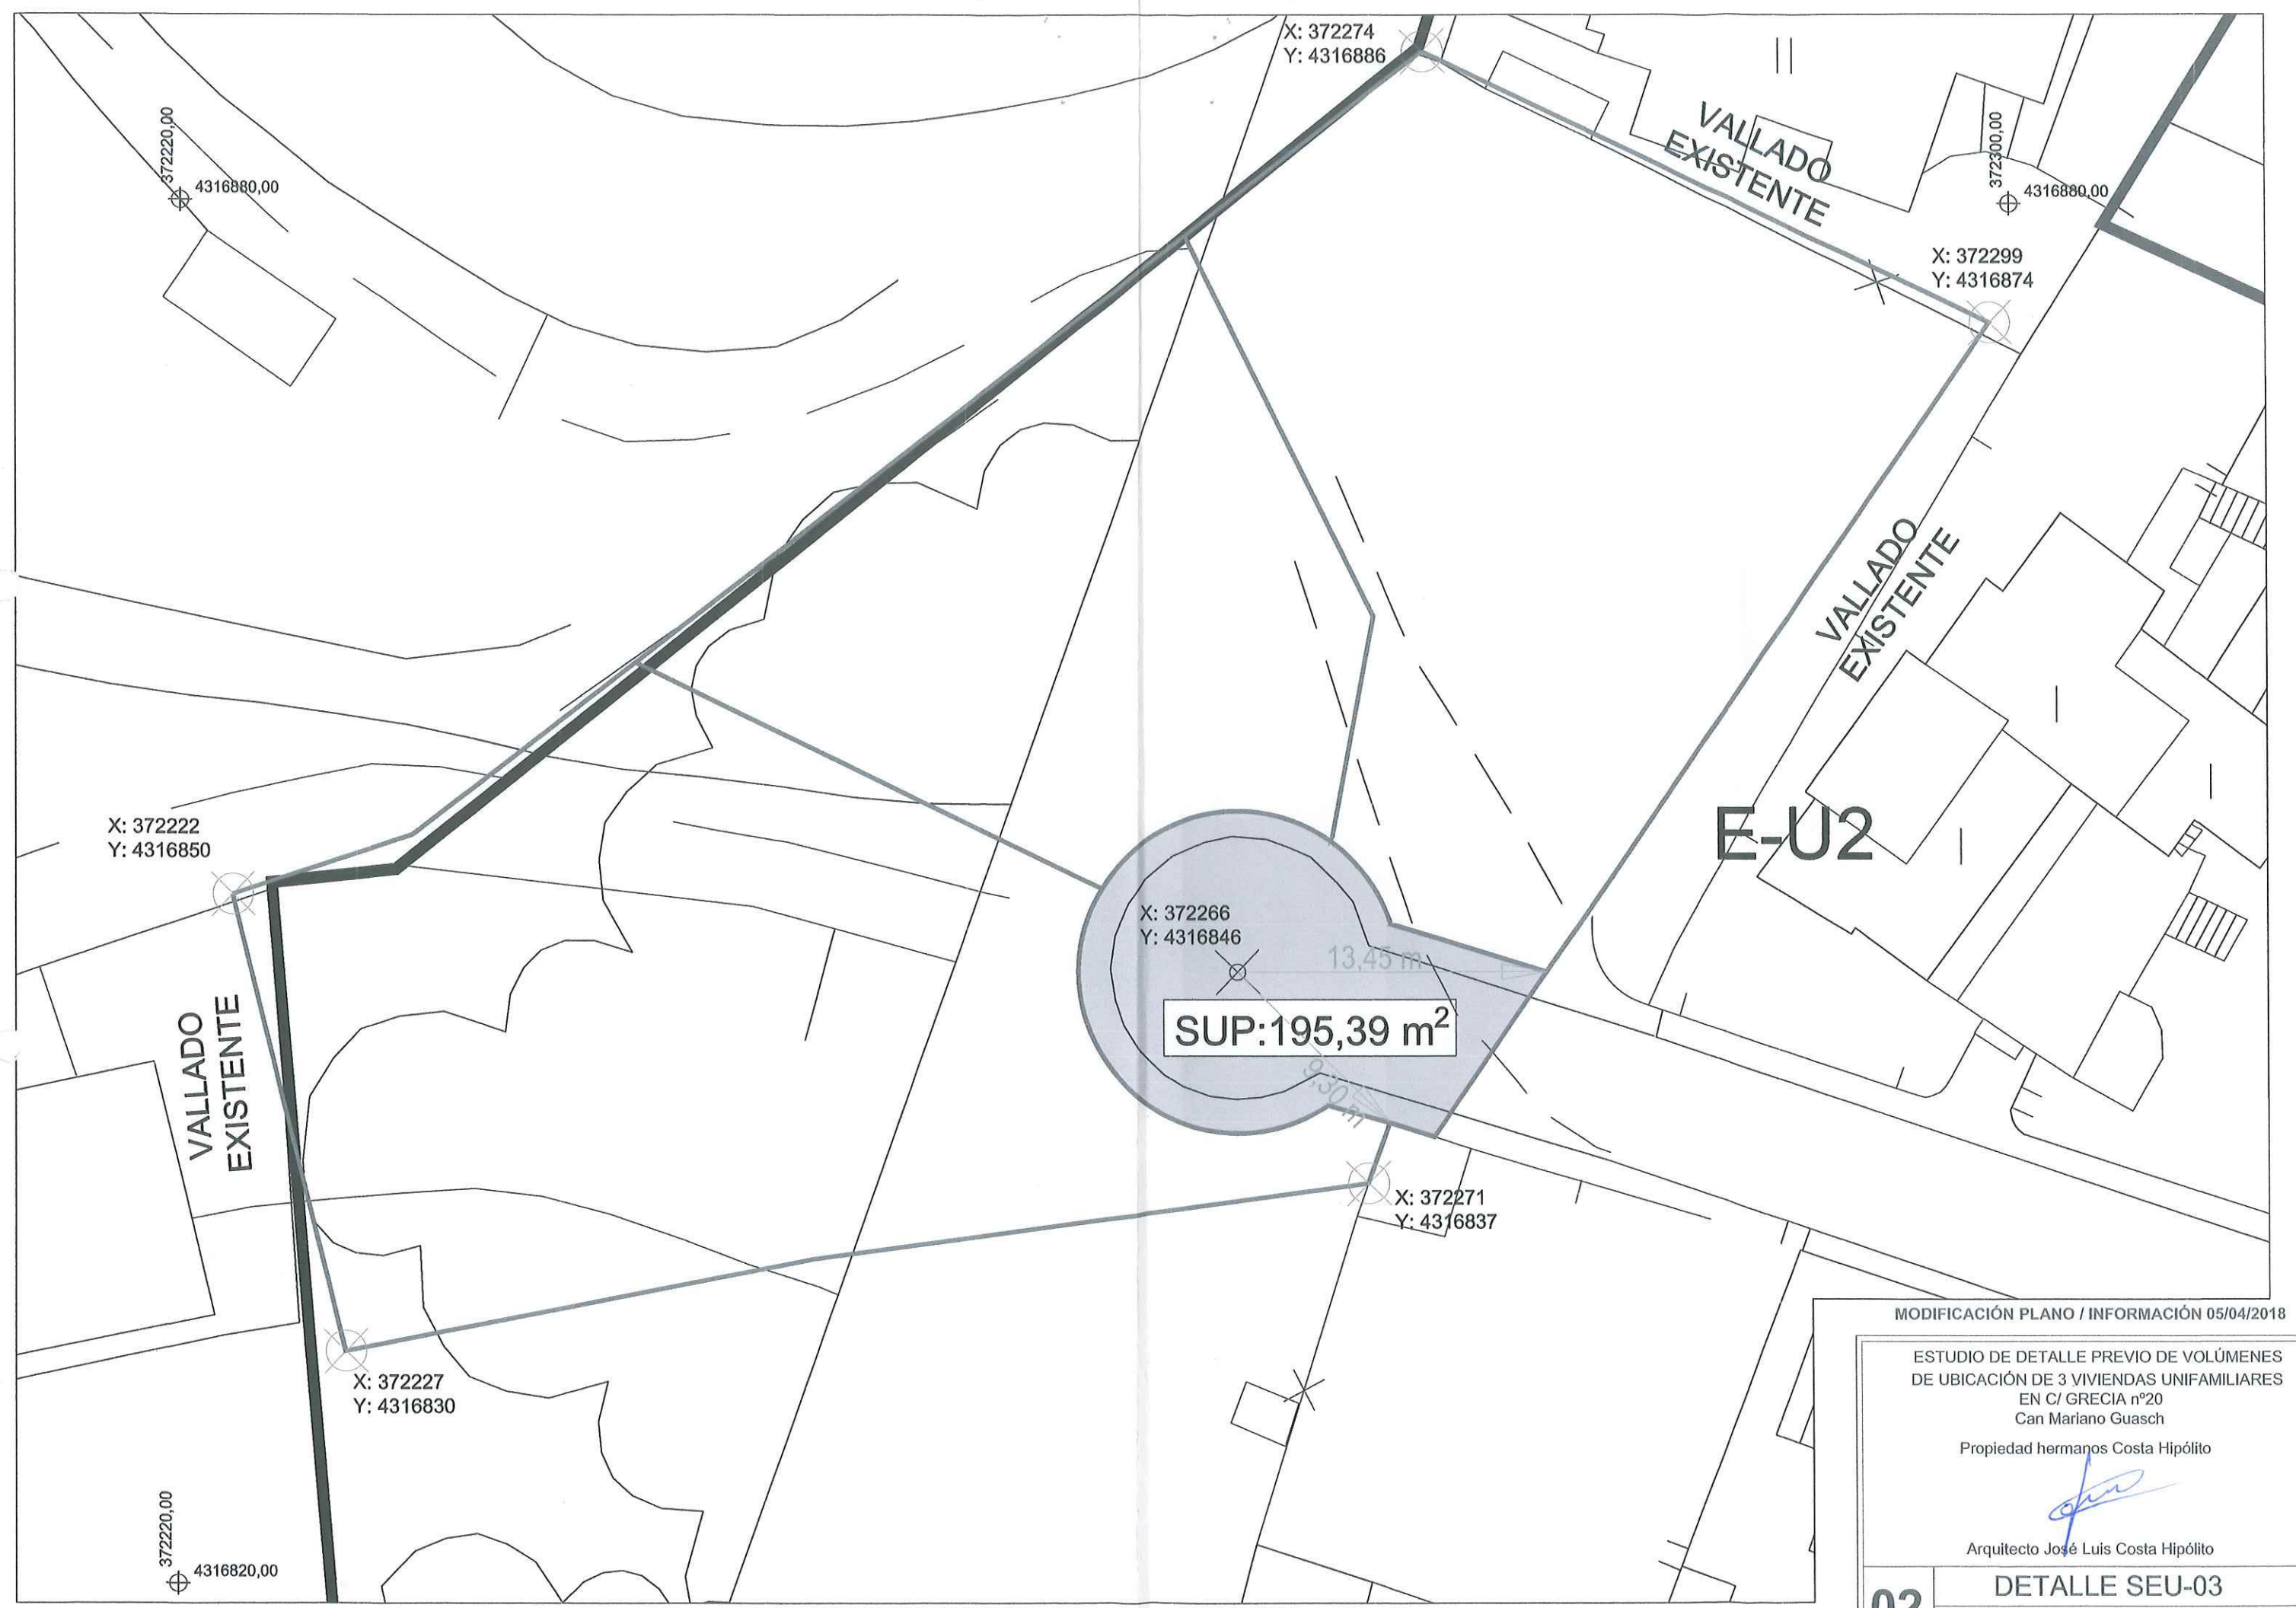 X: 372274
Y: 4316886
372220,00
4316880,00
VALLADO
EXISTENTE
372300,00
4316880,00
X: 372299
Y: 4316874
VALLADO
EXISTENTE
E-U2
X: 372222
Y: 4316850
X: 372266
Y: 4316846
13,45 m
SUP:195,39 m²
9,30 m
VALLADO
EXISTENTE
X: 372271
Y: 4316837
X: 372227
Y: 4316830
372220,00
4316820,00
MODIFICACIÓN PLANO / INFORMACIÓN 05/04/2018
ESTUDIO DE DETALLE PREVIO DE VOLÚMENES
DE UBICACIÓN DE 3 VIVIENDAS UNIFAMILIARES
EN C/ GRECIA nº20
Can Mariano Guasch
Propiedad hermanos Costa Hipólito
Arquitecto José Luis Costa Hipólito
02
DETALLE SEU-03